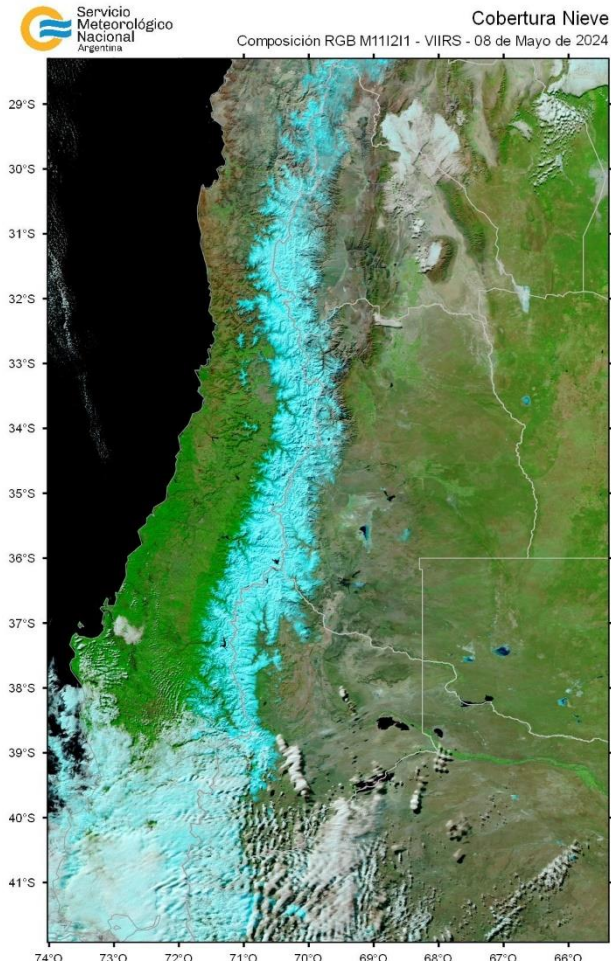 Servicio
Meteorológico
Nacional
Argentina
Cobertura Nieve
Composición RGB M11I2I1 - VIIRS - 08 de Mayo de 2024
29°S
30°S
31°S
32°S
33°S
34°S
35°S
36°S
37°S
38°S
39°S
40°S
41°S
74°O 73°O 72°O 71°O 70°O 69°O 68°O 67°O 66°O